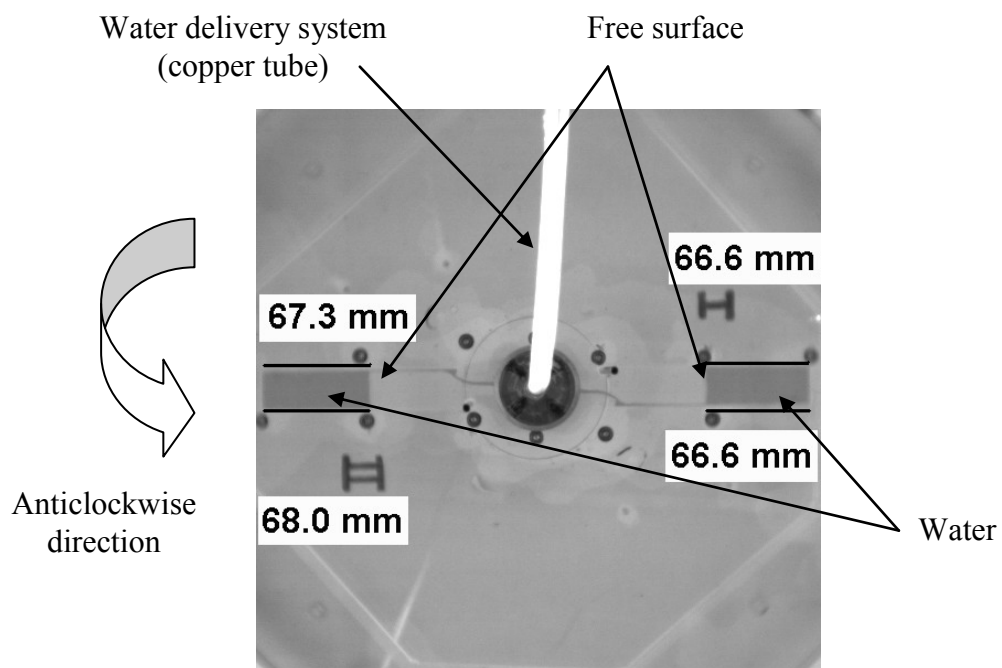 Water delivery system
(copper tube)
Free surface
66.6 mm
67.3 mm
66.6 mm
68.0 mm
Anticlockwise
direction
Water